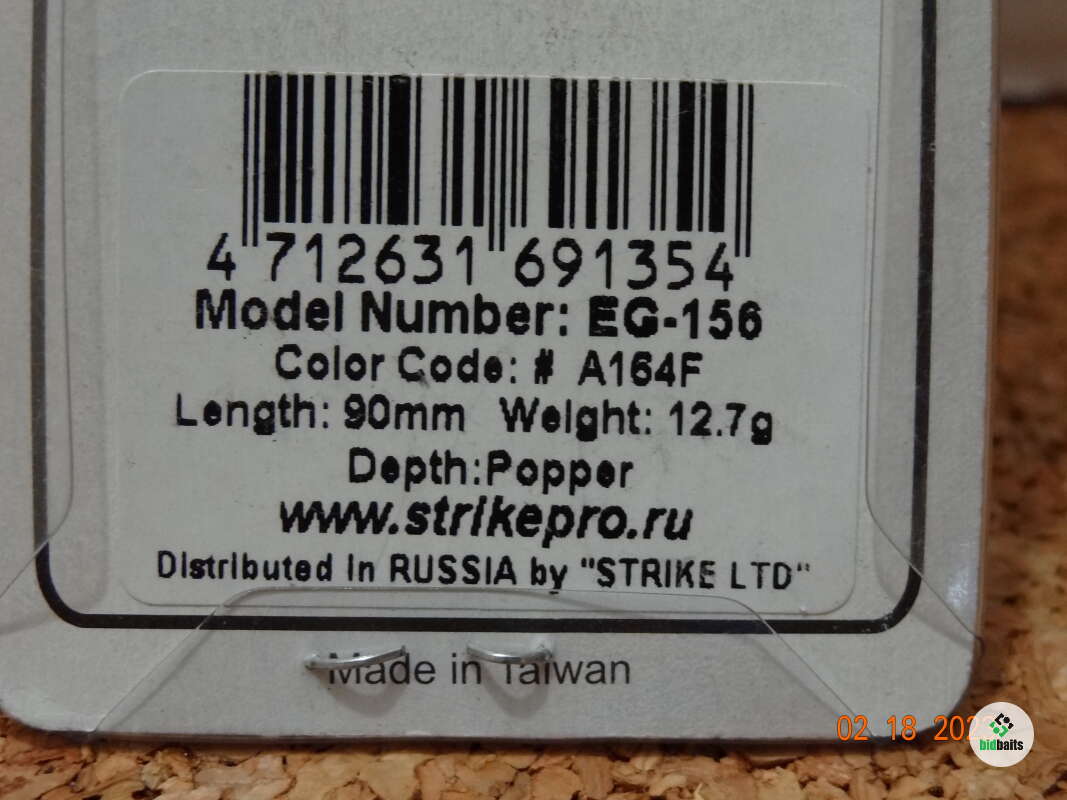 4 712631 691354
Model Number: EG-156
Color Code: # A164F
Length: 90mm Weight: 12.7g
Depth:Popper
www.strikepro.ru
Distributed in RUSSIA by "STRIKE LTD"
Made in Taiwan
02 18
bidbaits